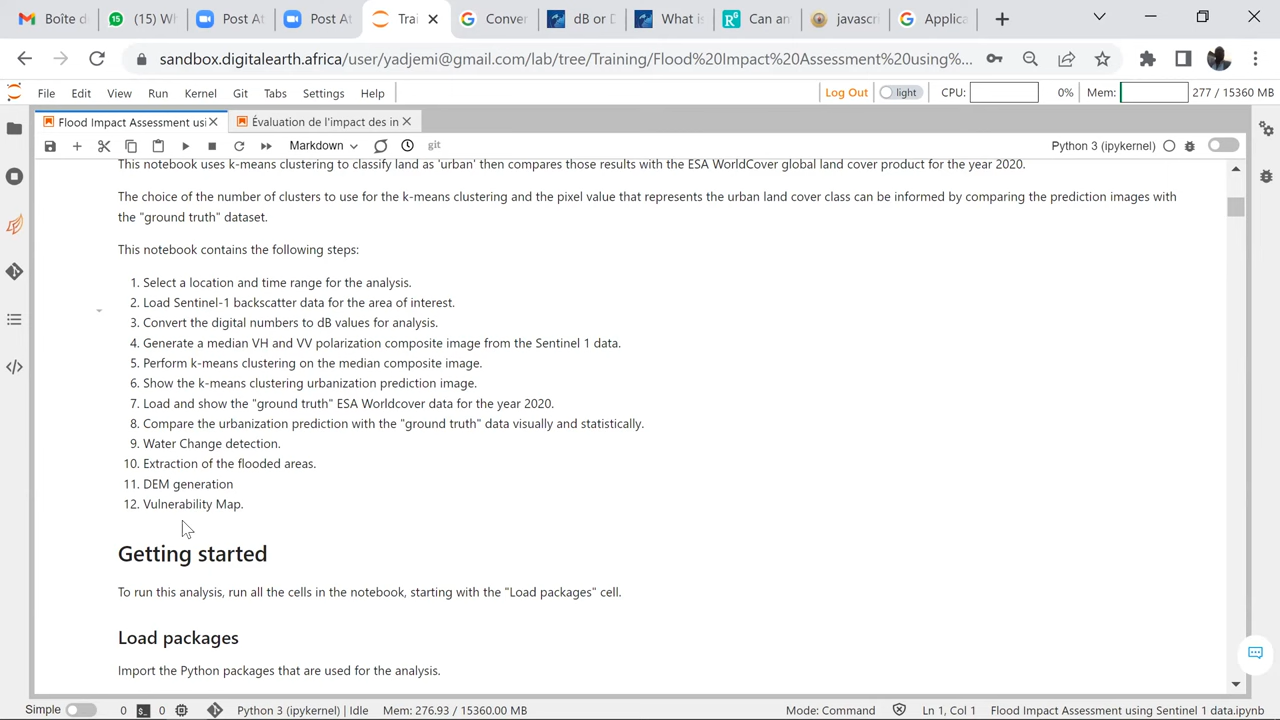 Boîte d
(15) Wh
Post At
Post At
Trai
Conver
dB or D
What is
Can an
javascri
Applica
sandbox.digitalearth.africa/user/yadjemi@gmail.com/lab/tree/Training/Flood%20Impact%20Assessment%20using%...
File Edit View Run Kernel Git Tabs Settings Help
Log Out light CPU: 0% Mem: 277 / 15360 MB
Flood Impact Assessment usi
Évaluation de l'impact des in
Markdown
git
Python 3 (ipykernel)
This notebook uses k-means clustering to classify land as 'urban' then compares those results with the ESA WorldCover global land cover product for the year 2020.
The choice of the number of clusters to use for the k-means clustering and the pixel value that represents the urban land cover class can be informed by comparing the prediction images with
the "ground truth" dataset.
This notebook contains the following steps:
1. Select a location and time range for the analysis.
2. Load Sentinel-1 backscatter data for the area of interest.
3. Convert the digital numbers to dB values for analysis.
4. Generate a median VH and VV polarization composite image from the Sentinel 1 data.
5. Perform k-means clustering on the median composite image.
6. Show the k-means clustering urbanization prediction image.
7. Load and show the "ground truth" ESA Worldcover data for the year 2020.
8. Compare the urbanization prediction with the "ground truth" data visually and statistically.
9. Water Change detection.
10. Extraction of the flooded areas.
11. DEM generation
12. Vulnerability Map.
Getting started
To run this analysis, run all the cells in the notebook, starting with the "Load packages" cell.
Load packages
Import the Python packages that are used for the analysis.
Simple 0 0 Python 3 (ipykernel) | Idle Mem: 276.93 / 15360.00 MB Mode: Command Ln 1, Col 1 Flood Impact Assessment using Sentinel 1 data.ipynb